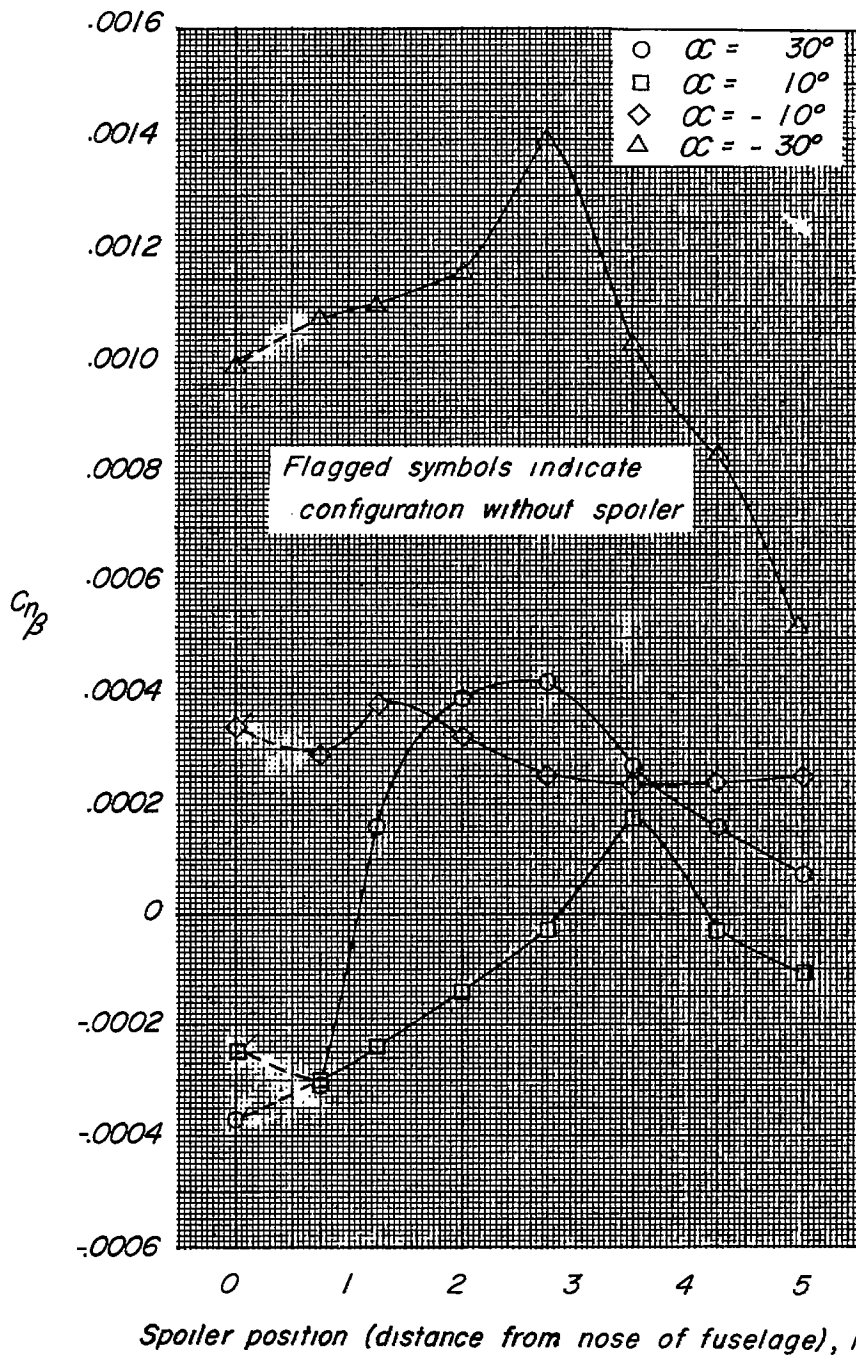 .0016
○ α = 30°
□ α = 10°
◇ α = - 10°
△ α = - 30°
.0014
.0012
.0010
.0008
Flagged symbols indicate
configuration without spoiler
.0006
Cnβ
.0004
.0002
0
-.0002
-.0004
-.0006
0 1 2 3 4 5
Spoiler position (distance from nose of fuselage),